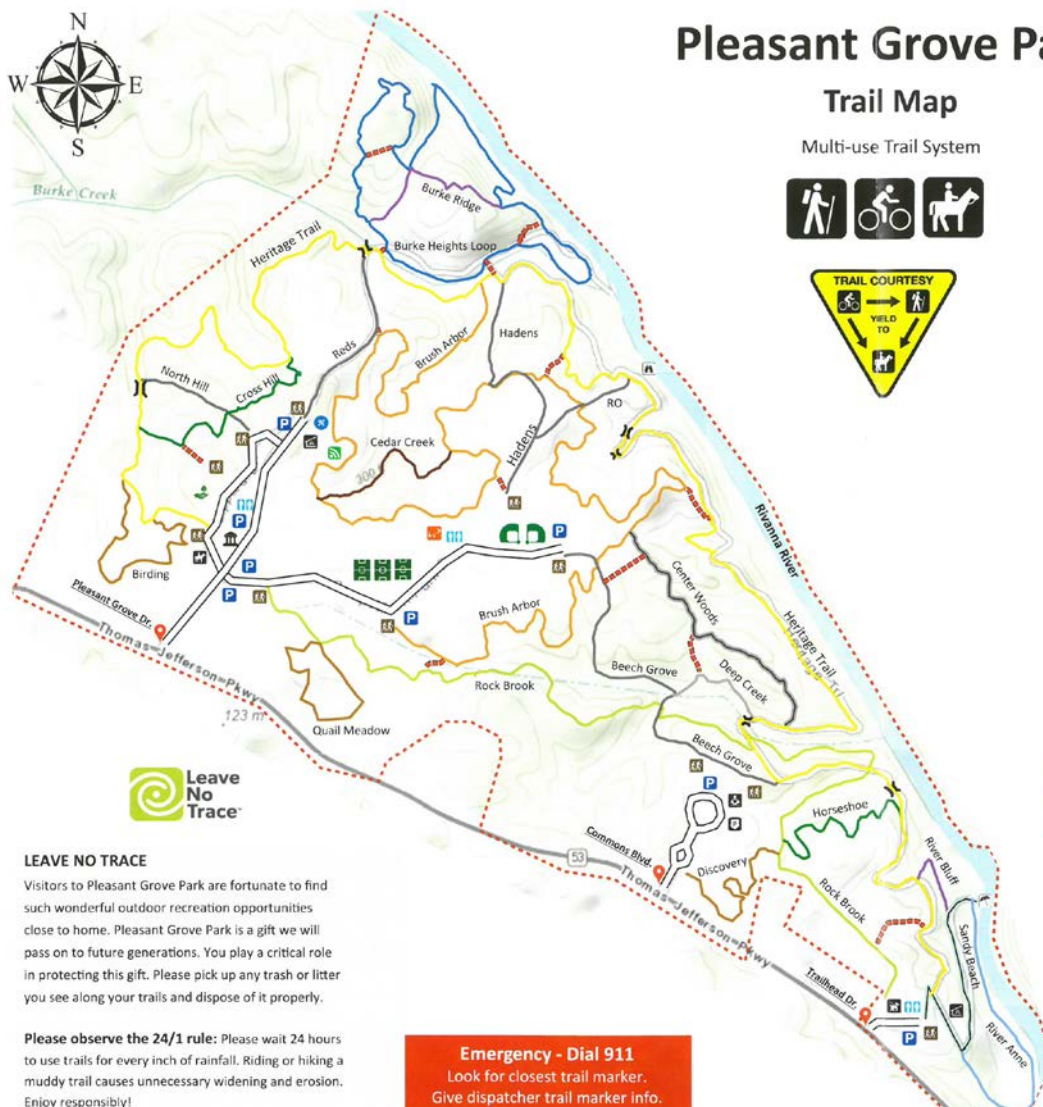 N
W E
S
Pleasant Grove Pa
Trail Map
Multi-use Trail System
TRAIL COURTESY
YIELD
TO
Burke Creek
Burke Ridge
Burke Heights Loop
Heritage Trail
Reds
Brush Arbor
Hadens
North Hill
Cross Hill
RO
Cedar Creek
300
Hadens
Rivanna River
Birding
Pleasant Grove Dr.
Thomas=Jefferson=Pkwy
123 m
Center Woods
Brush Arbor
Heritage Trail
Beech Grove
Deep Creek
Rock Brook
Quail Meadow
Beech Grove
Leave
No
Trace
Horseshoe
Commons Blvd.
53
Discovery
River Bluff
Rock Brook
Thomas=Jefferson=Pkwy
Sandy Beach
Trailhead Dr.
River Anne
P
P
P
P
P
P
P
P
LEAVE NO TRACE
Visitors to Pleasant Grove Park are fortunate to find
such wonderful outdoor recreation opportunities
close to home. Pleasant Grove Park is a gift we will
pass on to future generations. You play a critical role
in protecting this gift. Please pick up any trash or litter
you see along your trails and dispose of it properly.
Please observe the 24/1 rule: Please wait 24 hours
to use trails for every inch of rainfall. Riding or hiking a
muddy trail causes unnecessary widening and erosion.
Enjoy responsibly!
Emergency - Dial 911
Look for closest trail marker.
Give dispatcher trail marker info.